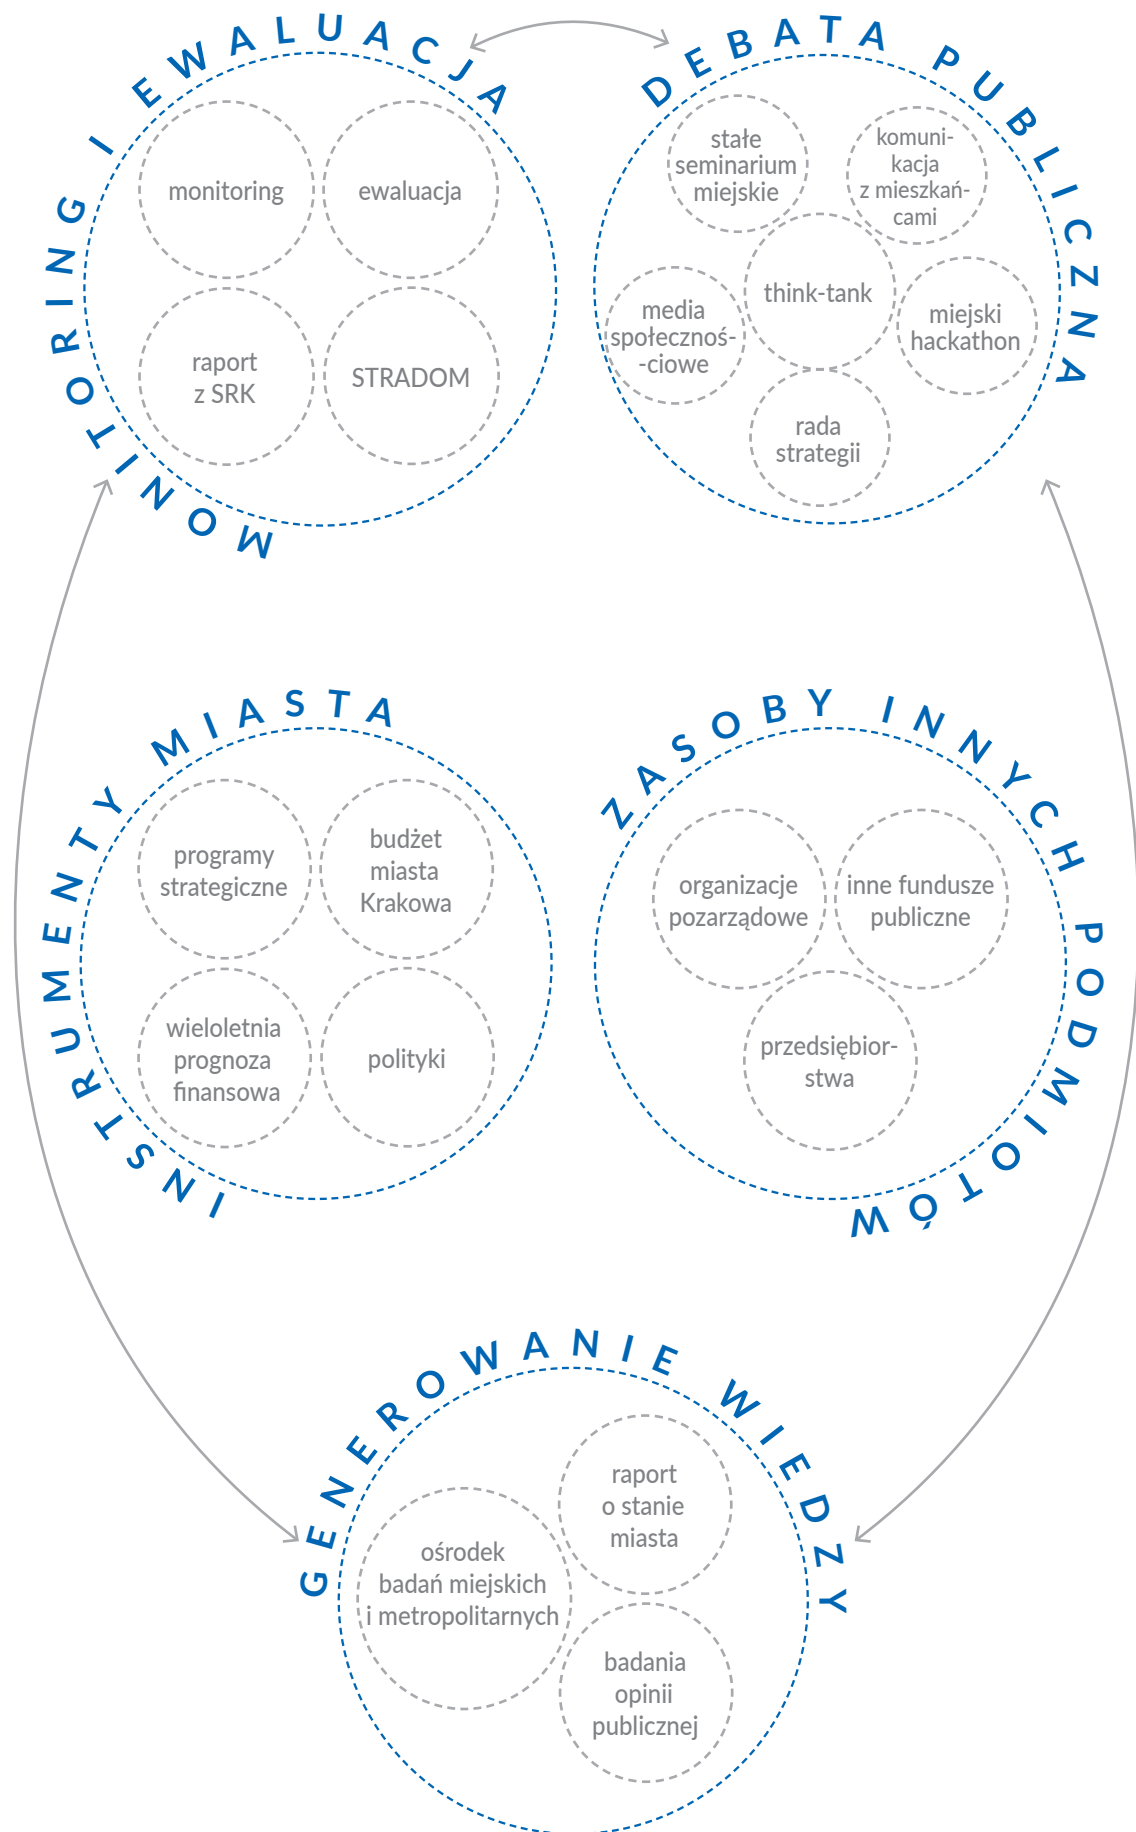 MONITORING I EWALUACJA
monitoring
ewaluacja
raport
z SRK
STRADOM
DEBATA PUBLICZNA
stałe
seminarium
miejskie
komuni-
kacja
z mieszkań-
cami
think-tank
media
społecznoś-
-ciowe
miejski
hackathon
rada
strategii
INSTRUMENTY MIASTA
programy
strategiczne
budżet
miasta
Krakowa
wieloletnia
prognoza
finansowa
polityki
ZASOBY INNYCH PODMIOTÓW
organizacje
pozarządowe
inne fundusze
publiczne
przedsiębior-
stwa
GENEROWANIE WIEDZY
raport
o stanie
miasta
ośrodek
badań miejskich
i metropolitarnych
badania
opinii
publicznej